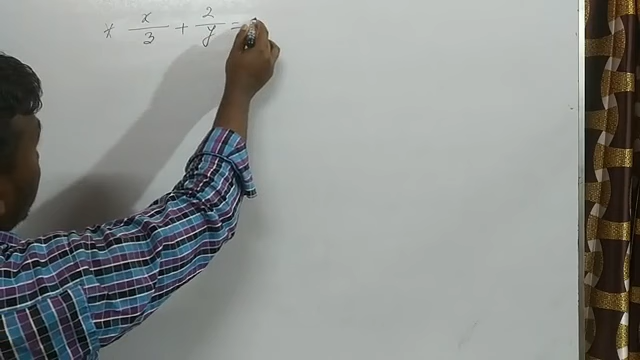 * x/3 + 2/y =